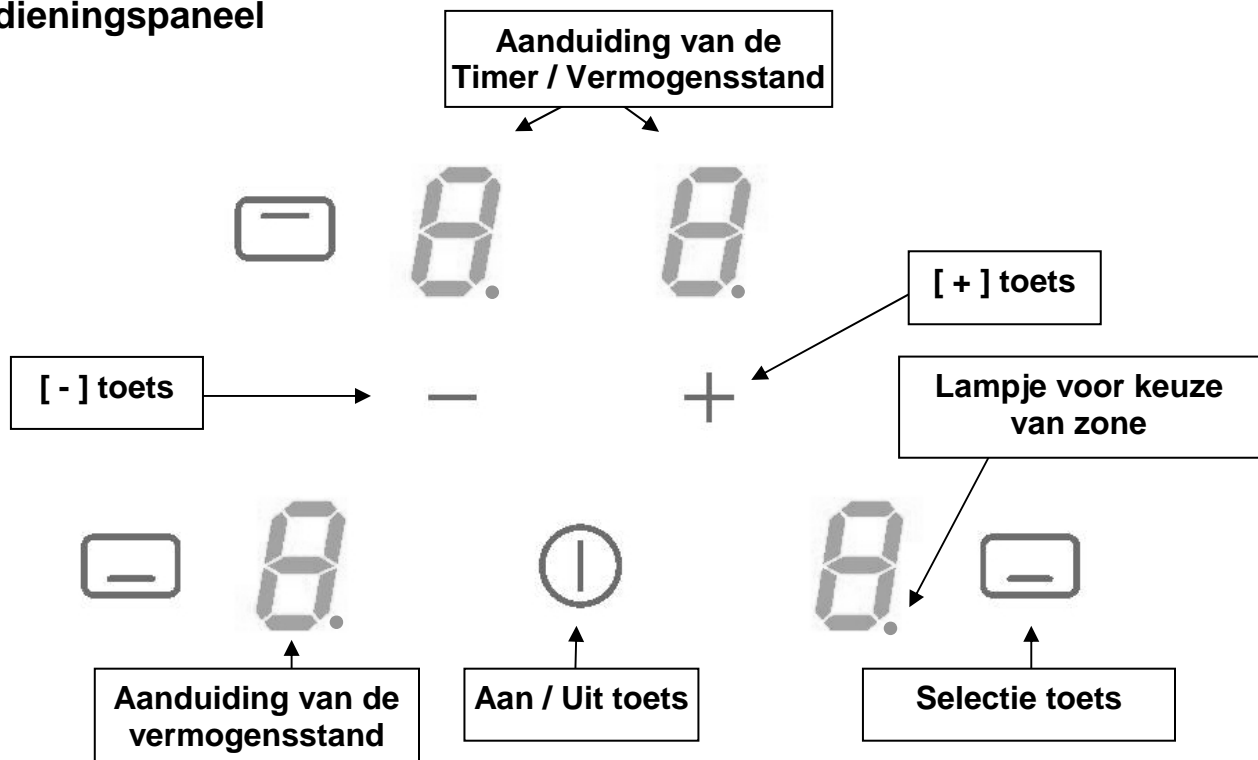 dieningspaneel
Aanduiding van de
Timer / Vermogensstand
[ + ] toets
[ - ] toets
Lampje voor keuze
van zone
Aanduiding van de
vermogensstand
Aan / Uit toets
Selectie toets